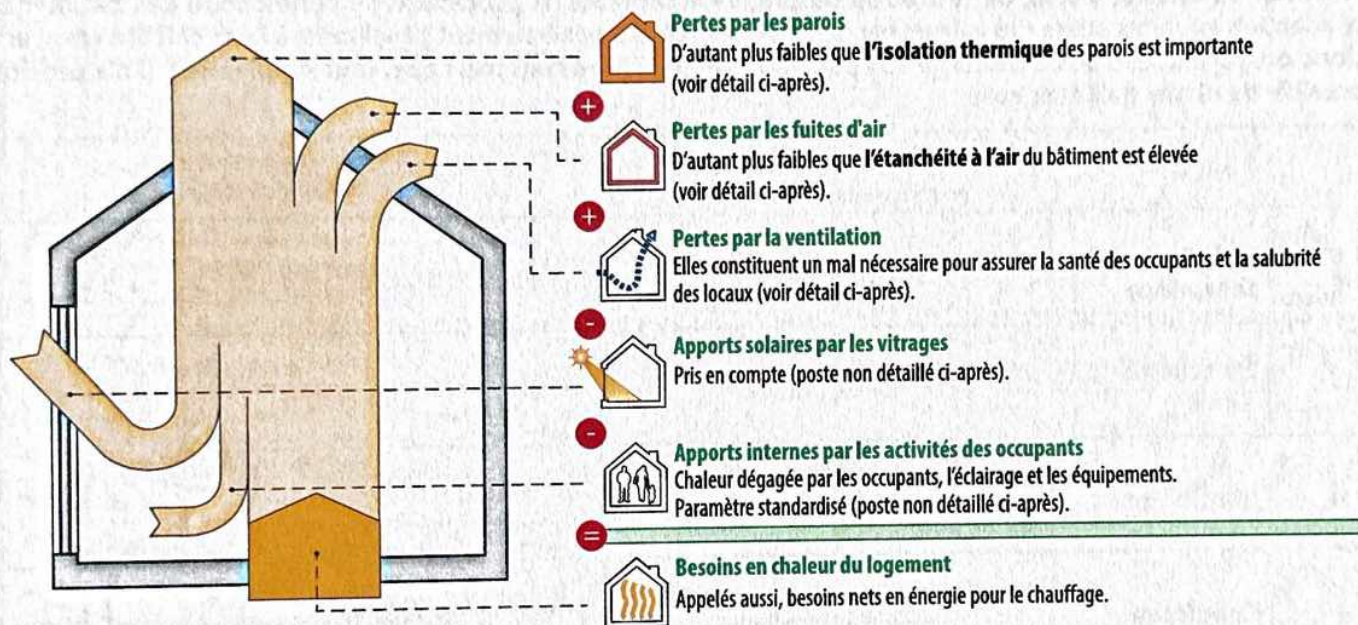 Pertes par les parois
D'autant plus faibles que l'isolation thermique des parois est importante
(voir détail ci-après).
+
Pertes par les fuites d'air
D'autant plus faibles que l'étanchéité à l'air du bâtiment est élevée
(voir détail ci-après).
+
Pertes par la ventilation
Elles constituent un mal nécessaire pour assurer la santé des occupants et la salubrité
des locaux (voir détail ci-après).
-
Apports solaires par les vitrages
Pris en compte (poste non détaillé ci-après).
-
Apports internes par les activités des occupants
Chaleur dégagée par les occupants, l'éclairage et les équipements.
Paramètre standardisé (poste non détaillé ci-après).
=
Besoins en chaleur du logement
Appelés aussi, besoins nets en énergie pour le chauffage.